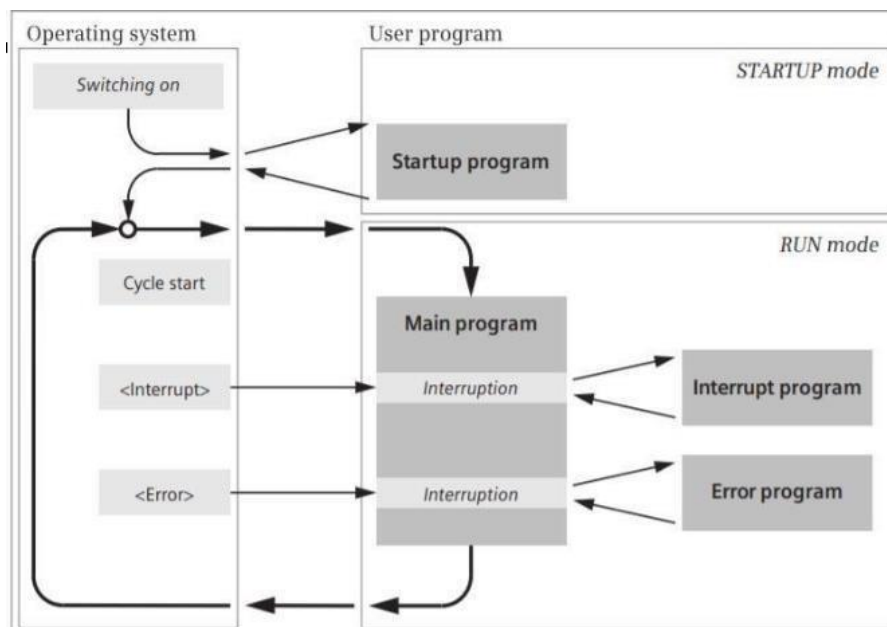 Operating system
User program
Switching on
STARTUP mode
Startup program
RUN mode
Cycle start
Main program
<Interrupt>
Interruption
Interrupt program
<Error>
Interruption
Error program